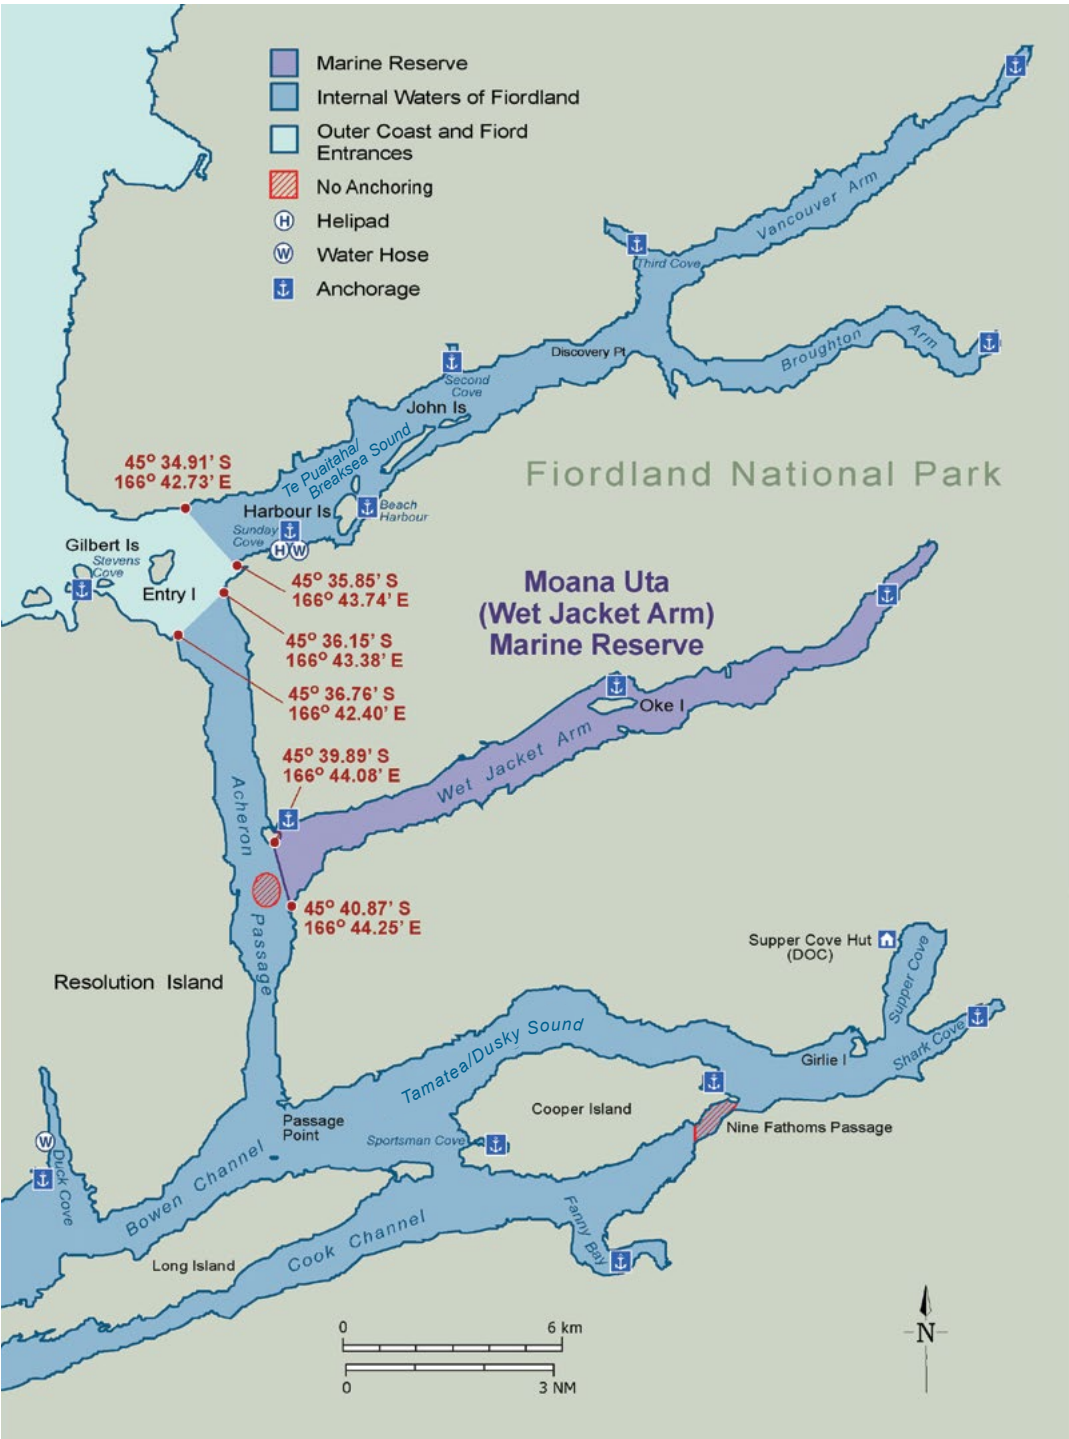 Marine Reserve
Internal Waters of Fiordland
Outer Coast and Fiord
Entrances
No Anchoring
H
Helipad
W
Water Hose
Anchorage
Vancouver Arm
Third Cove
Discovery Pt
Broughton Arm
Second
Cove
John Is
Te Puaitaha/
Breaksea Sound
Fiordland National Park
45° 34.91' S
166° 42.73' E
Harbour Is
Beach
Harbour
Sunday
Cove
H W
Gilbert Is
Stevens
Cove
Entry I
45° 35.85' S
166° 43.74' E
Moana Uta
(Wet Jacket Arm)
Marine Reserve
45° 36.15' S
166° 43.38' E
45° 36.76' S
166° 42.40' E
Oke I
Wet Jacket Arm
45° 39.89' S
166° 44.08' E
Acheron Passage
45° 40.87' S
166° 44.25' E
Resolution Island
Supper Cove Hut
(DOC)
Supper Cove
Shark Cove
Girlie I
Tamatea/Dusky Sound
Cooper Island
Passage
Point
Nine Fathoms Passage
Sportsman Cove
W
Duck Cove
Bowen Channel
Fanny Bay
Cook Channel
Long Island
0 6 km
0 3 NM
N